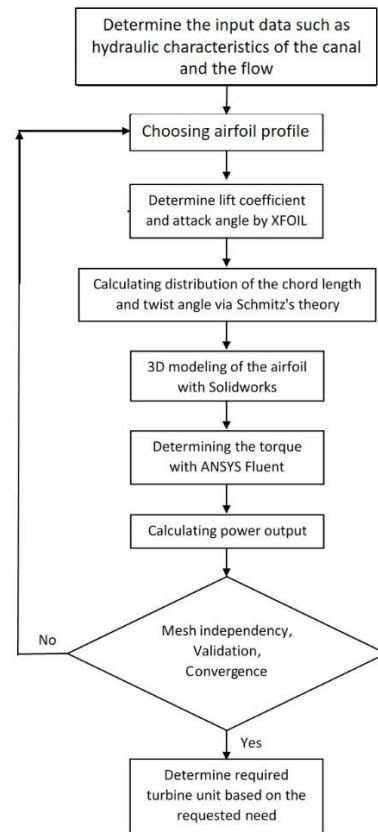 Determine the input data such as
hydraulic characteristics of the canal
and the flow
Choosing airfoil profile
Determine lift coefficient
and attack angle by XFOIL
Calculating distribution of the chord length
and twist angle via Schmitz's theory
3D modeling of the airfoil
with Solidworks
Determining the torque
with ANSYS Fluent
Calculating power output
Mesh independency,
Validation,
Convergence
No
Yes
Determine required
turbine unit based on the
requested need